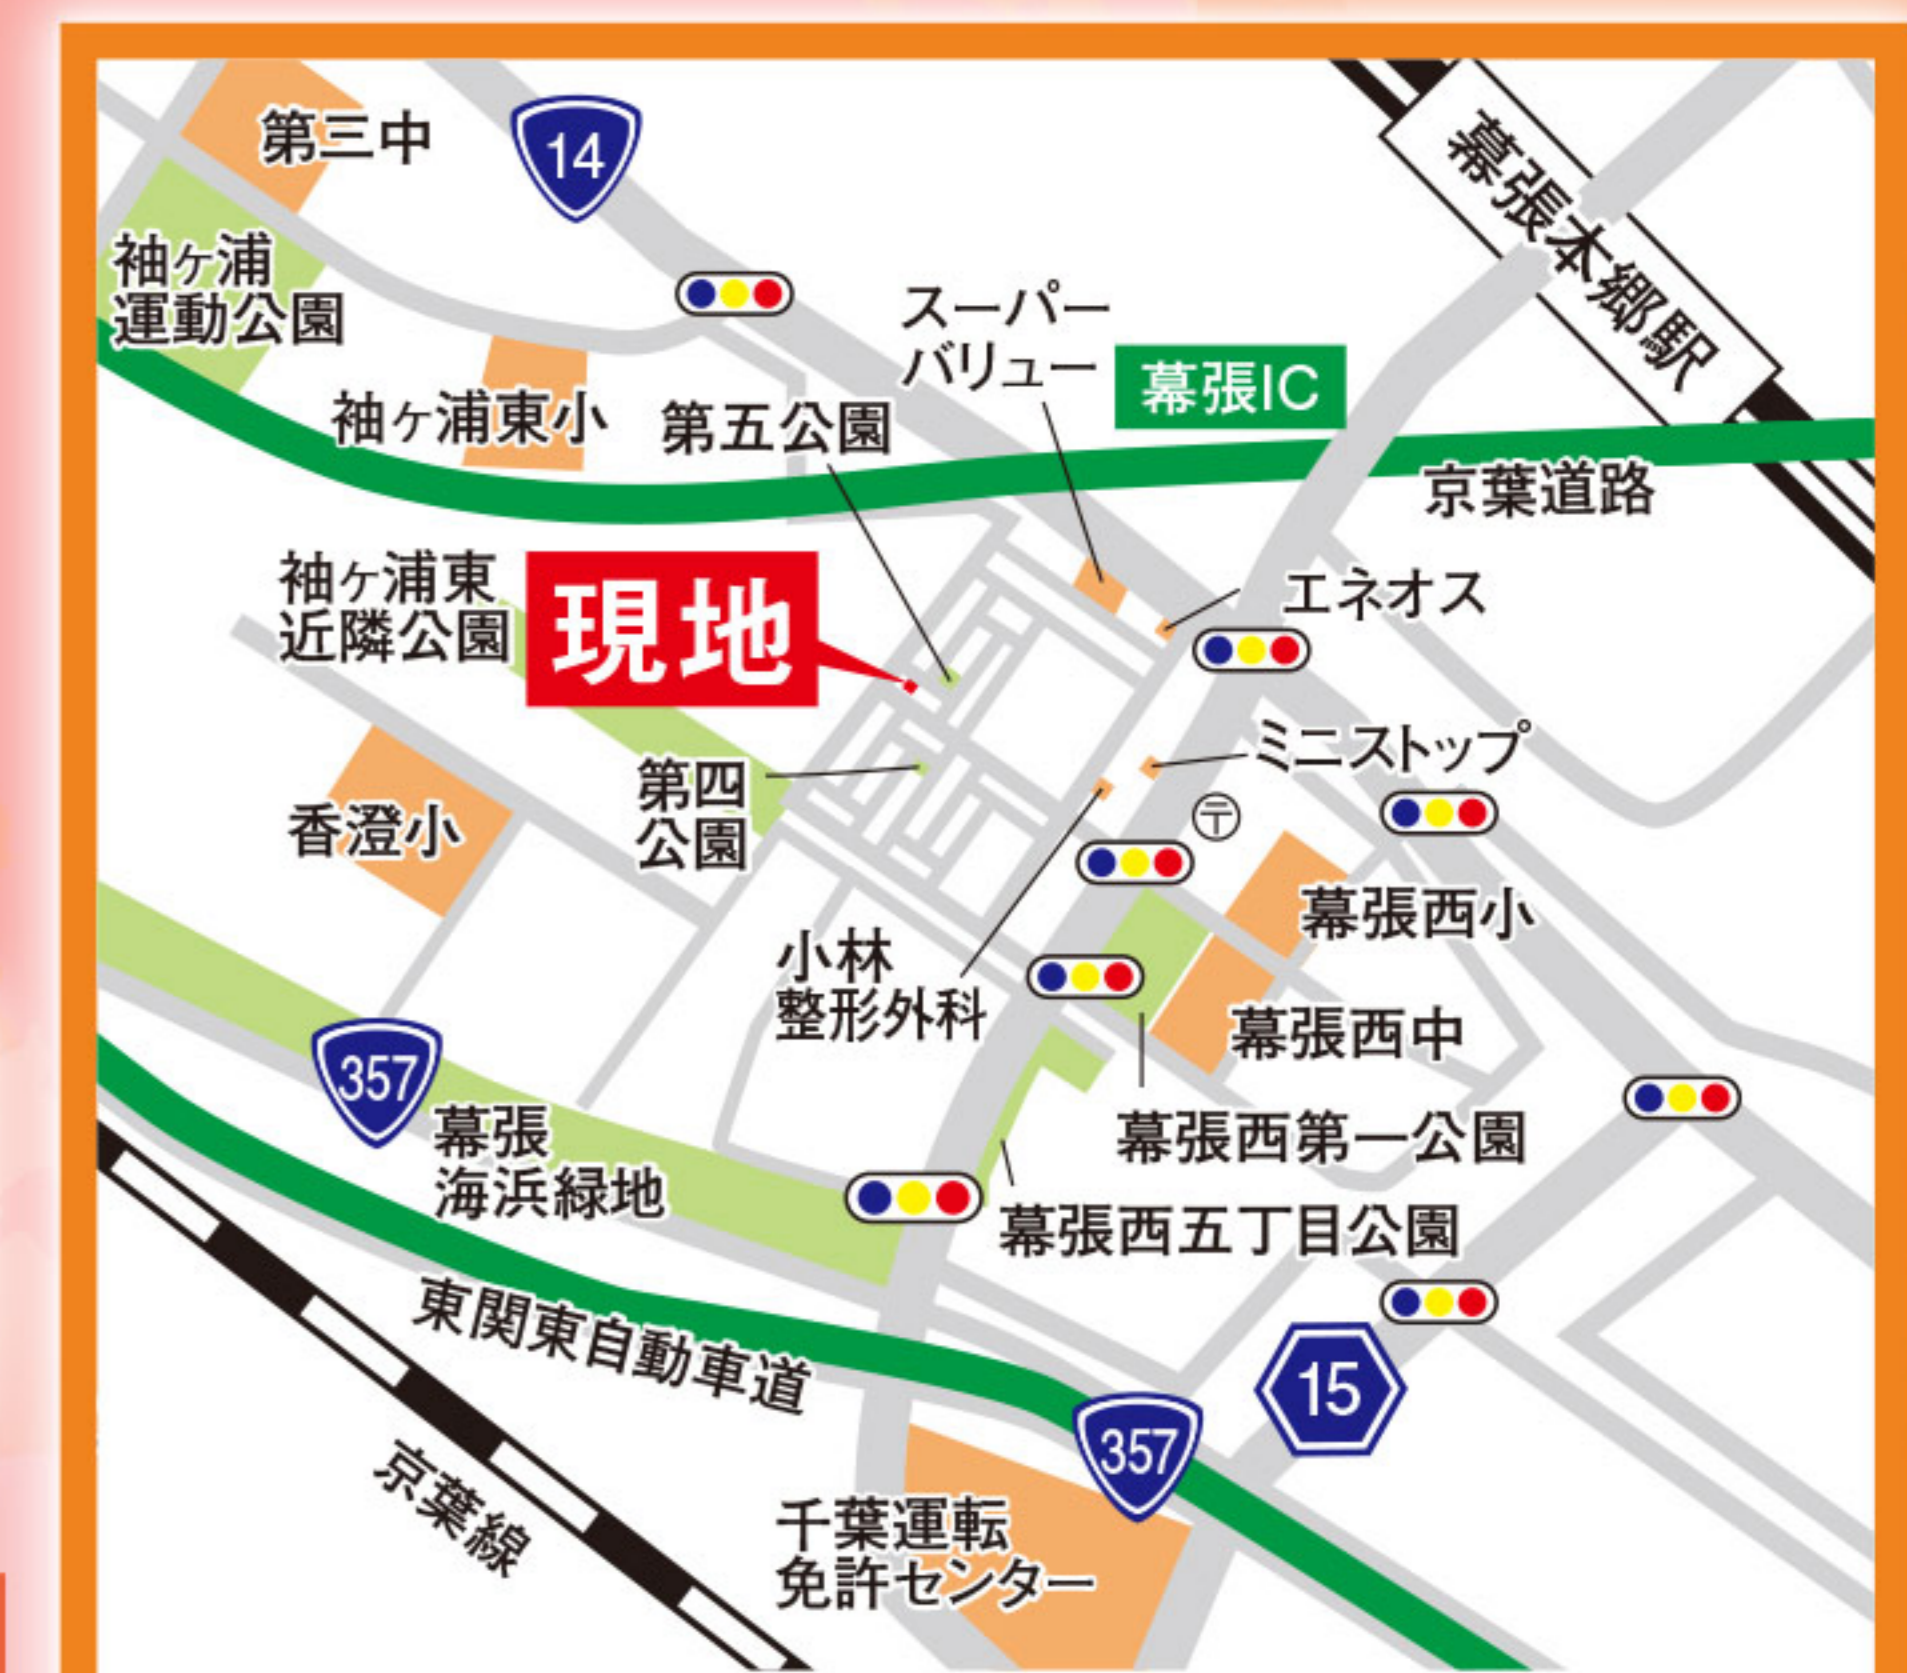 第三中
14
幕張本郷駅
袖ヶ浦
運動公園
スーパー
バリュー
幕張IC
袖ヶ浦東小
第五公園
京葉道路
袖ヶ浦東
近隣公園
現地
エネオス
ミニストップ
第四
公園
香澄小
〒
幕張西小
小林
整形外科
幕張西中
357
幕張
海浜緑地
幕張西第一公園
幕張西五丁目公園
東関東自動車道
15
357
京葉線
千葉運転
免許センター